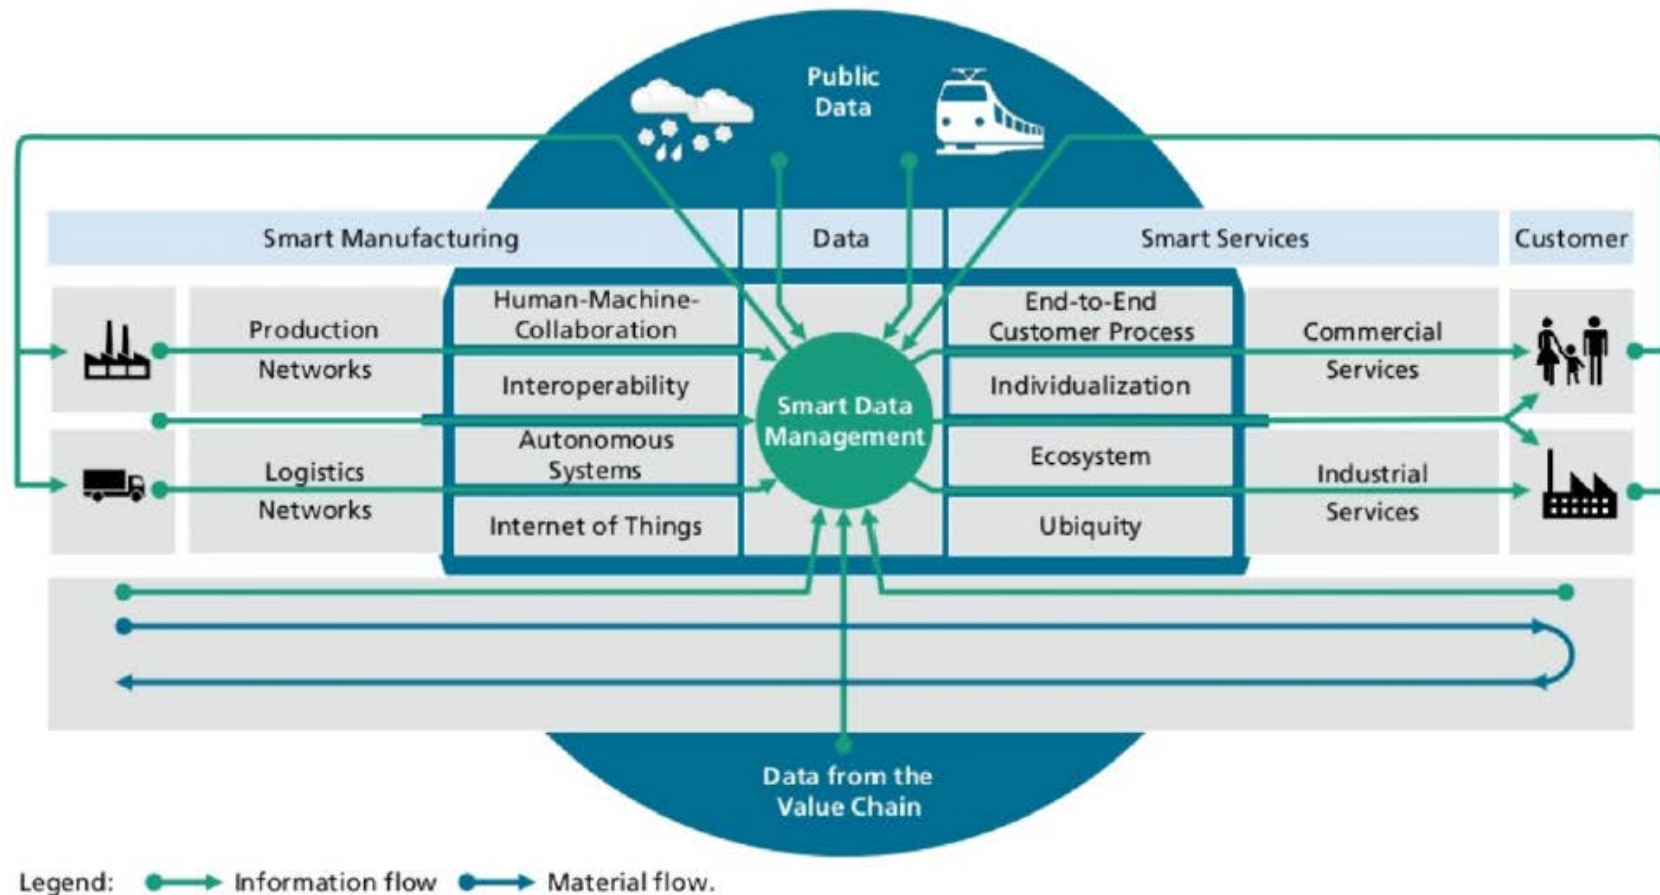 Public
Data
Smart Manufacturing
Data
Smart Services
Customer
Production
Networks
Human-Machine-
Collaboration
Interoperability
Smart Data
Management
End-to-End
Customer Process
Individualization
Commercial
Services
Logistics
Networks
Autonomous
Systems
Internet of Things
Ecosystem
Ubiquity
Industrial
Services
Data from the
Value Chain
Legend: Information flow Material flow.